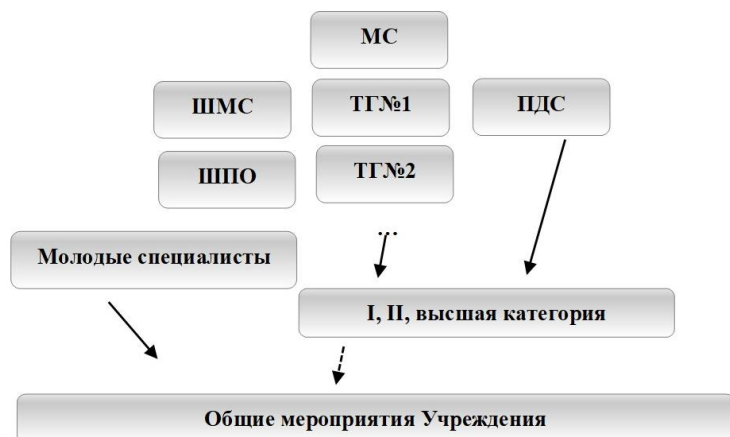 МС
ШМС
ТГ№1
ПДС
ШПО
ТГ№2
...
Молодые специалисты
I, II, высшая категория
Общие мероприятия Учреждения